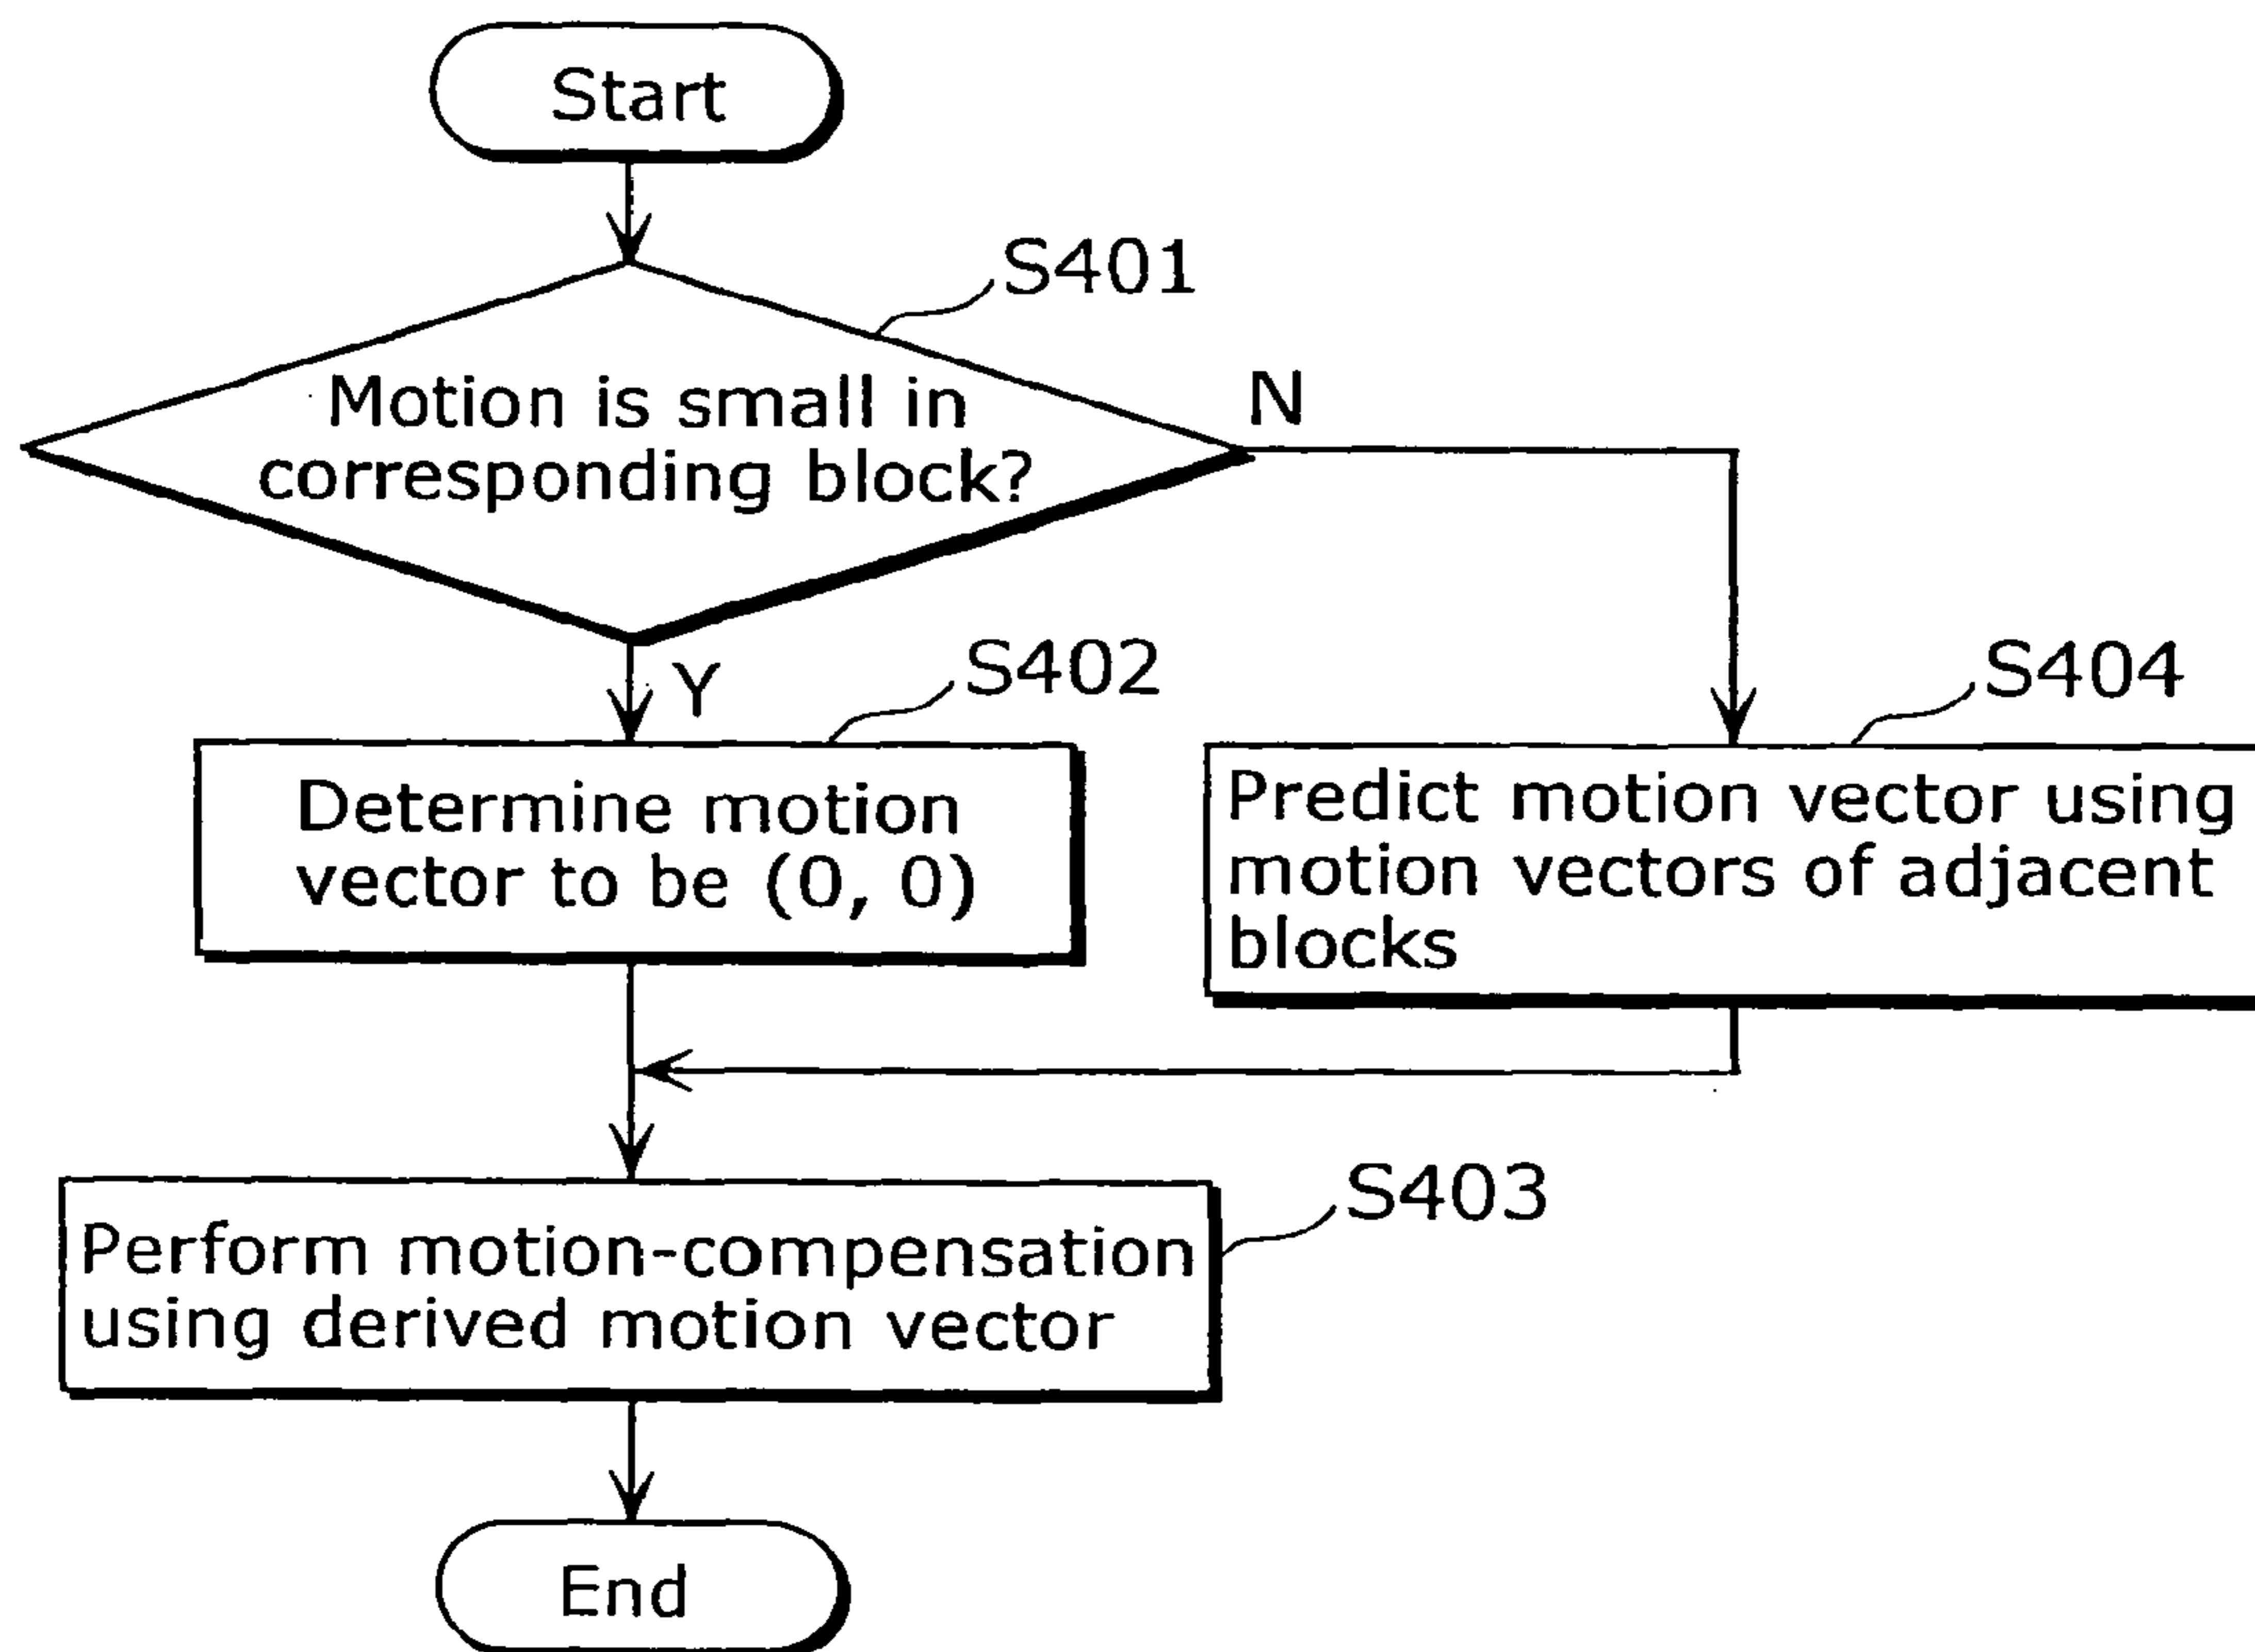 Start
S401
Motion is small in
corresponding block?
N
Y
S402
Determine motion
vector to be (0, 0)
S404
Predict motion vector using
motion vectors of adjacent
blocks
S403
Perform motion-compensation
using derived motion vector
End